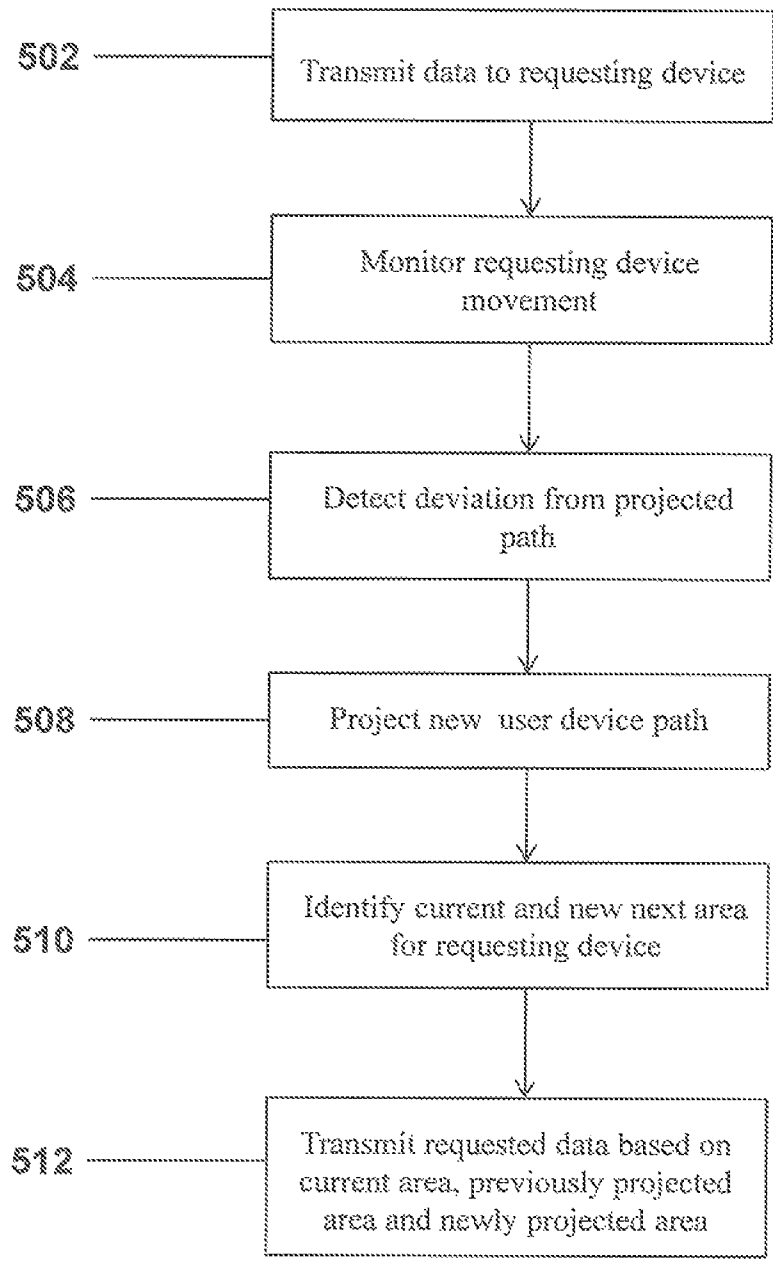 502
Transmit data to requesting device
504
Monitor requesting device
movement
506
Detect deviation from projected
path
508
Project new user device path
510
Identify current and new next area
for requesting device
512
Transmit requested data based on
current area, previously projected
area and newly projected area